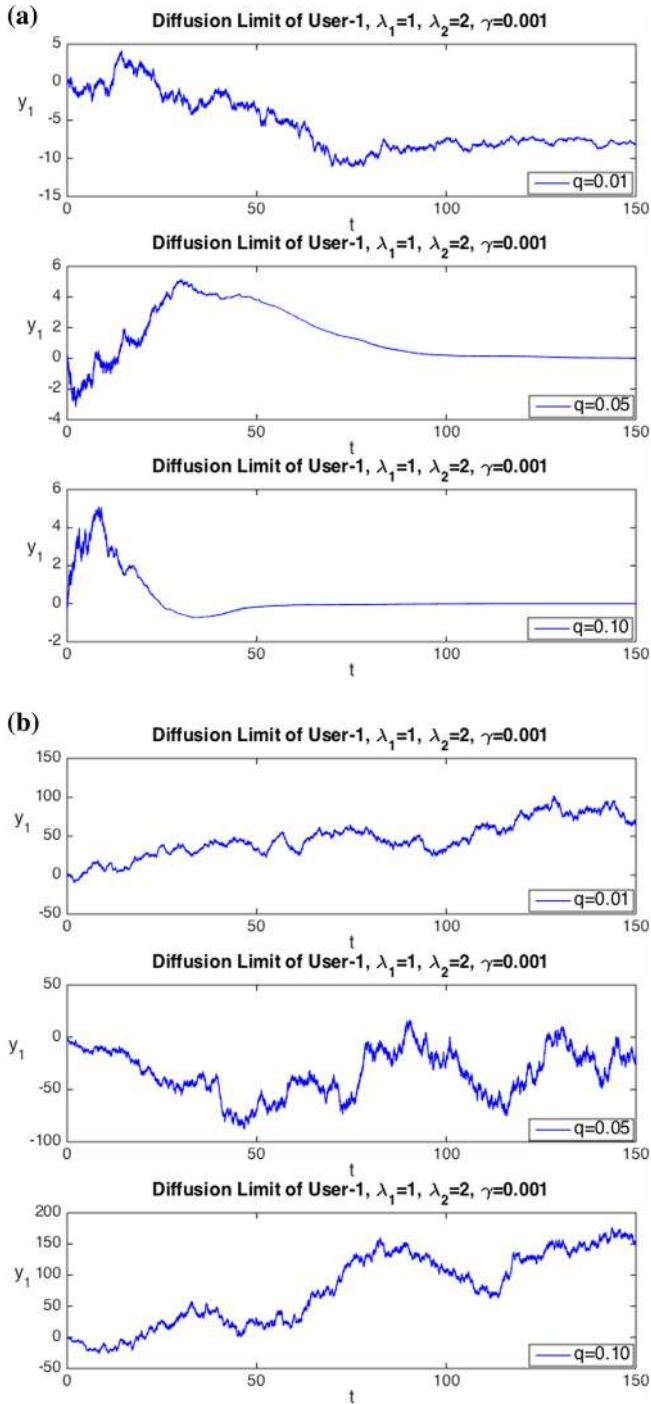 (a)
Diffusion Limit of User-1, λ₁=1, λ₂=2, γ=0.001
5
0
-5
-10
-15
y₁
0 50 100 150
t
q=0.01
Diffusion Limit of User-1, λ₁=1, λ₂=2, γ=0.001
6
4
2
0
-2
-4
y₁
0 50 100 150
t
q=0.05
Diffusion Limit of User-1, λ₁=1, λ₂=2, γ=0.001
6
4
2
0
-2
y₁
0 50 100 150
t
q=0.10
(b)
Diffusion Limit of User-1, λ₁=1, λ₂=2, γ=0.001
150
100
50
0
-50
y₁
0 50 100 150
t
q=0.01
Diffusion Limit of User-1, λ₁=1, λ₂=2, γ=0.001
50
0
-50
-100
y₁
0 50 100 150
t
q=0.05
Diffusion Limit of User-1, λ₁=1, λ₂=2, γ=0.001
200
150
100
50
0
-50
y₁
0 50 100 150
t
q=0.10